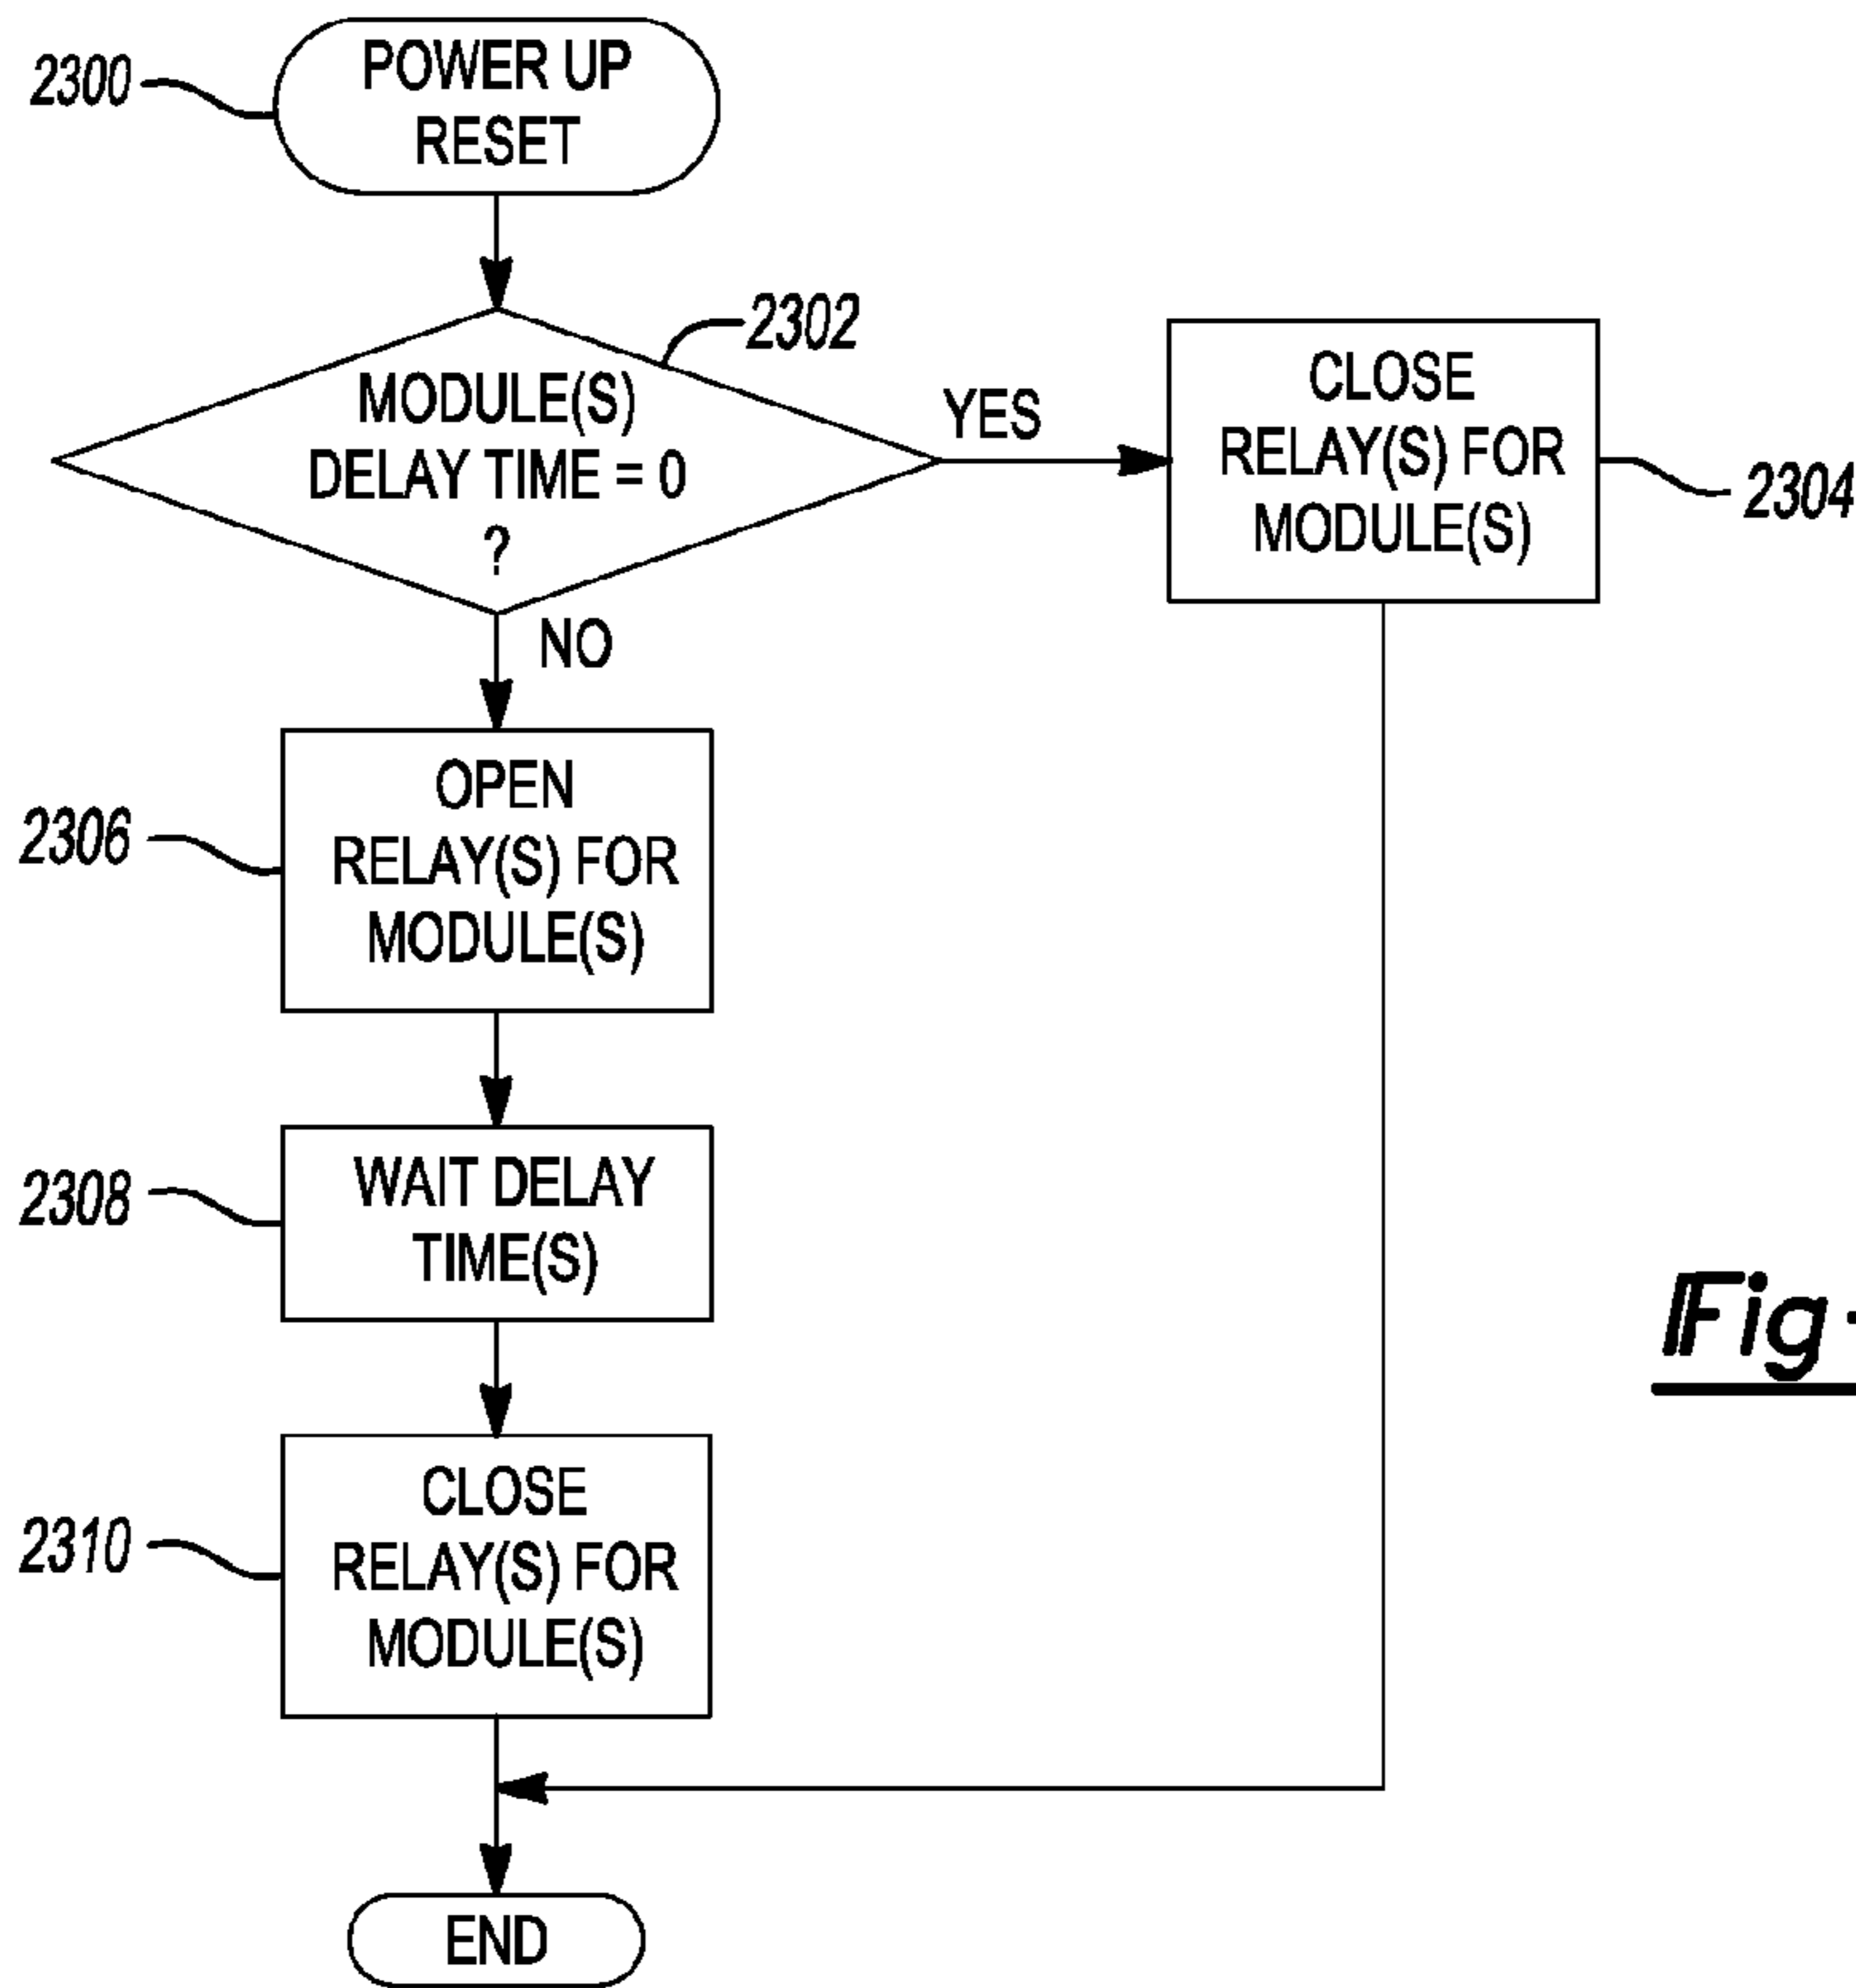 2300
POWER UP
RESET
2302
MODULE(S)
DELAY TIME = 0
?
YES
CLOSE
RELAY(S) FOR
MODULE(S)
2304
NO
2306
OPEN
RELAY(S) FOR
MODULE(S)
2308
WAIT DELAY
TIME(S)
Fig-
2310
CLOSE
RELAY(S) FOR
MODULE(S)
END